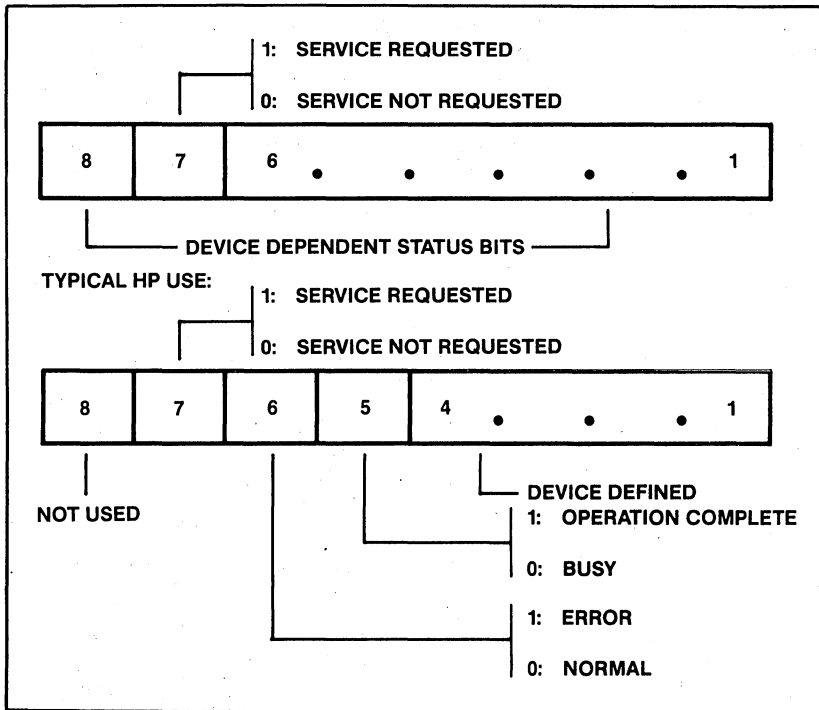 1: SERVICE REQUESTED
0: SERVICE NOT REQUESTED
8 7 6 . . . . . 1
DEVICE DEPENDENT STATUS BITS
TYPICAL HP USE:
1: SERVICE REQUESTED
0: SERVICE NOT REQUESTED
8 7 6 5 4 . . . 1
NOT USED
DEVICE DEFINED
1: OPERATION COMPLETE
0: BUSY
1: ERROR
0: NORMAL